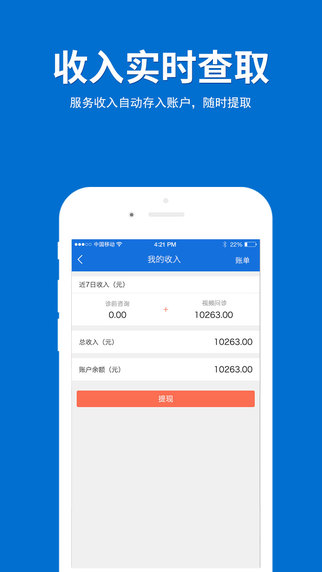 收入实时查取
服务收入自动存入账户，随时提取
中国移动 4:21 PM 22%
我的收入 账单
近7日收入（元）
诊前咨询 + 视频问诊
0.00 10263.00
总收入（元） 10263.00
账户余额（元） 10263.00
提现